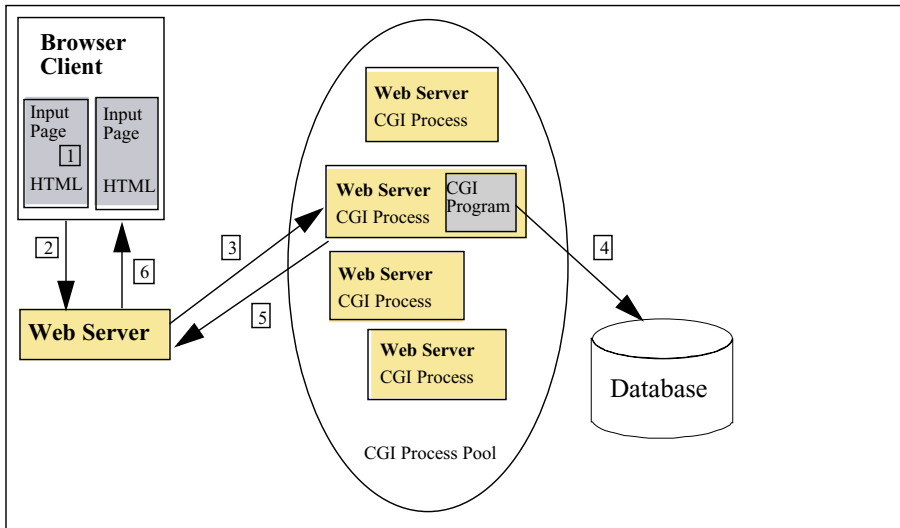 Browser
Client
Input
Page
1
HTML
Input
Page
HTML
2
6
Web Server
3
5
Web Server
CGI Process
Web Server
CGI Process
CGI
Program
Web Server
CGI Process
Web Server
CGI Process
CGI Process Pool
4
Database